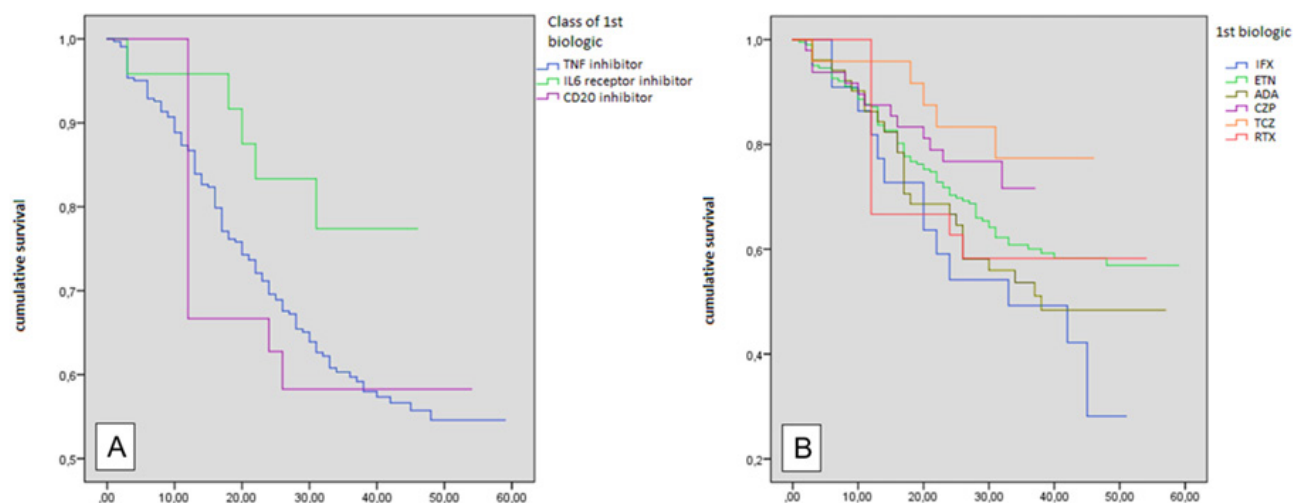 Class of 1st
biologic
TNF inhibitor
IL6 receptor inhibitor
CD20 inhibitor
cumulative survival
1,0
0,9
0,8
0,7
0,6
0,5
A
,00 10,00 20,00 30,00 40,00 50,00 60,00
1st biologic
IFX
ETN
ADA
CZP
TCZ
RTX
cumulative survival
1,0
0,8
0,6
0,4
0,2
B
,00 10,00 20,00 30,00 40,00 50,00 60,00